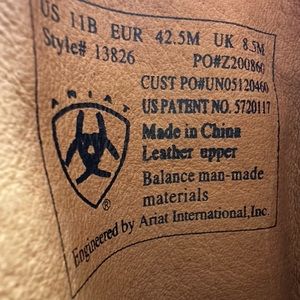 US 11B EUR 42.5M UK 8.5M
Style# 13826 PO#Z200860
CUST PO#UN05120460
US PATENT NO. 5720117
ARIAT
®
Made in China
Leather upper
Balance man-made
materials
Engineered by Ariat International,Inc.